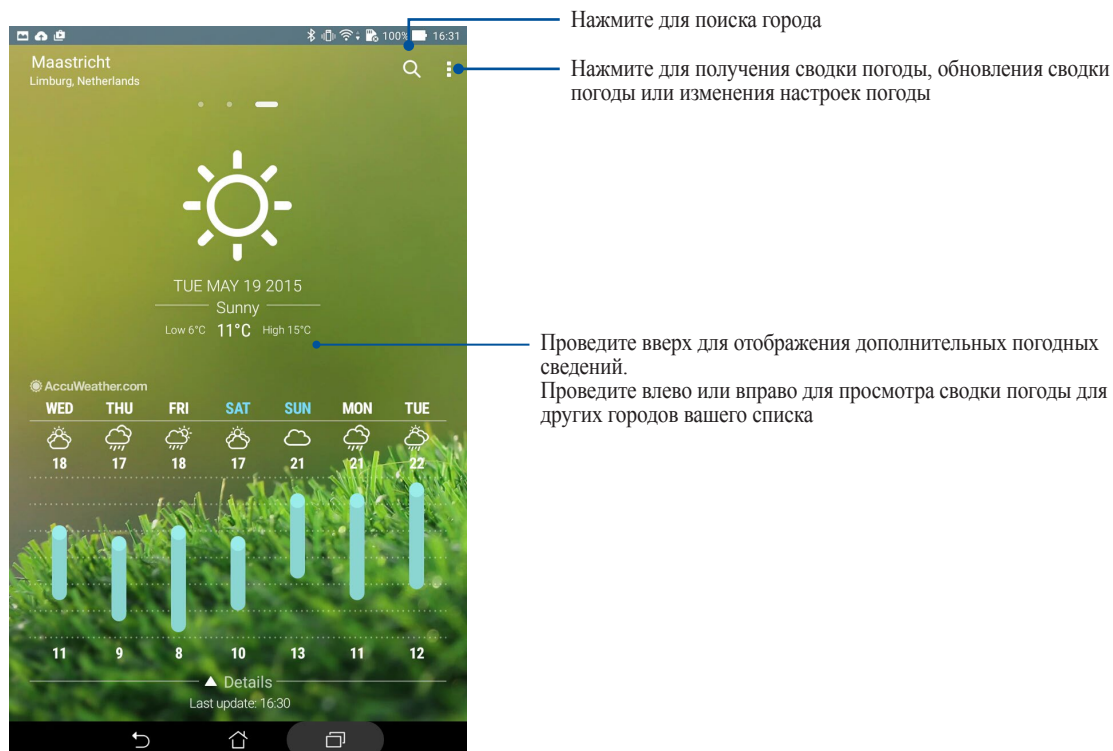 Нажмите для поиска города
100% 16:31
Maastricht
Limburg, Netherlands
Нажмите для получения сводки погоды, обновления сводки
погоды или изменения настроек погоды
TUE MAY 19 2015
Sunny
Low 6°C 11°C High 15°C
Проведите вверх для отображения дополнительных погодных
сведений.
Проведите влево или вправо для просмотра сводки погоды для
других городов вашего списка
AccuWeather.com
WED THU FRI SAT SUN MON TUE
18 17 18 17 21 21 22
11 9 8 10 13 11 12
Details
Last update: 16:30